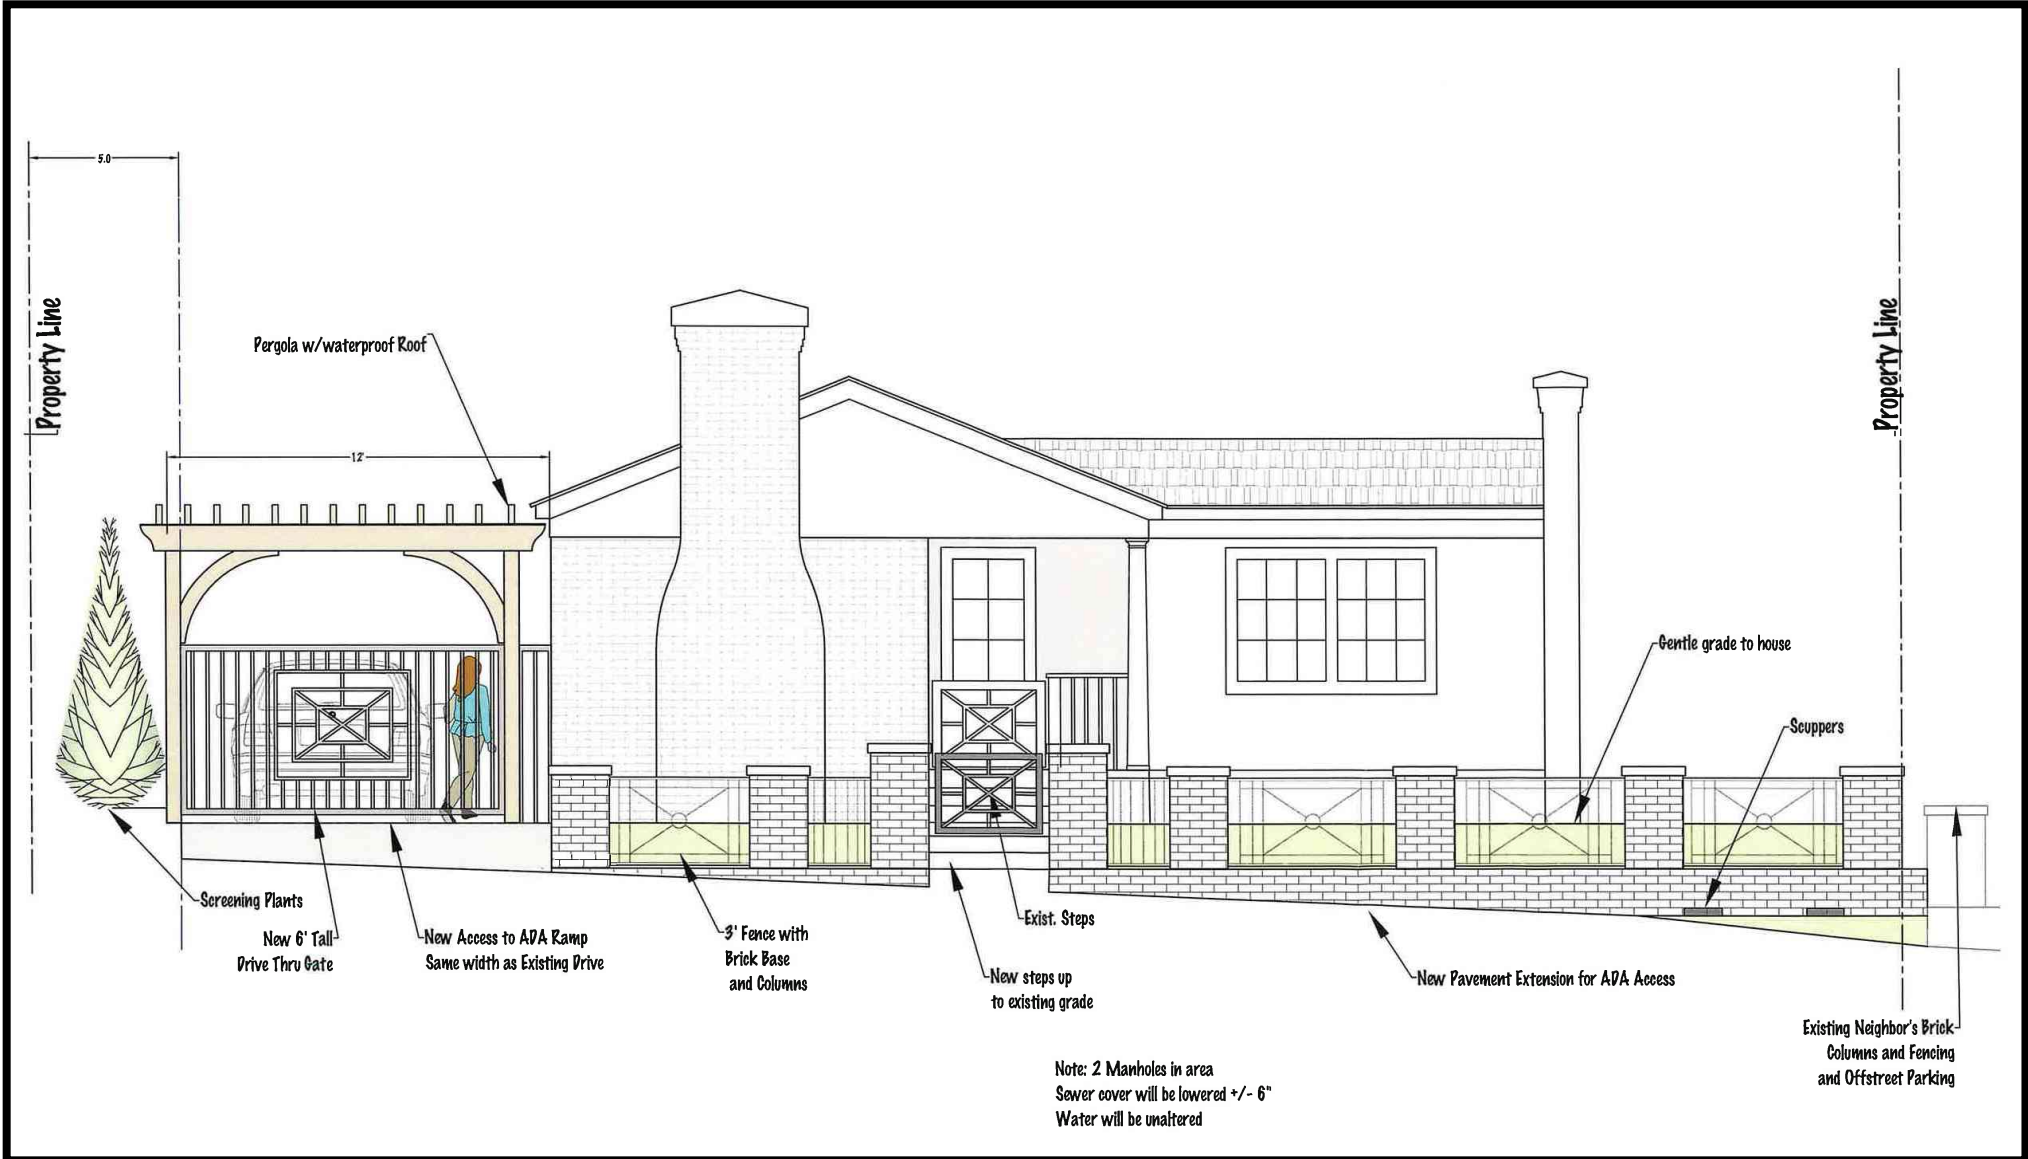 5.0
Property Line
Property Line
Pergola w/waterproof Roof
12'
Gentle grade to house
Scuppers
Screening Plants
New 6' Tall
Drive Thru Gate
New Access to ADA Ramp
Same width as Existing Drive
3' Fence with
Brick Base
and Columns
Exist. Steps
New steps up
to existing grade
New Pavement Extension for ADA Access
Existing Neighbor's Brick
Columns and Fencing
and Offstreet Parking
Note: 2 Manholes in area
Sewer cover will be lowered +/- 6"
Water will be unaltered